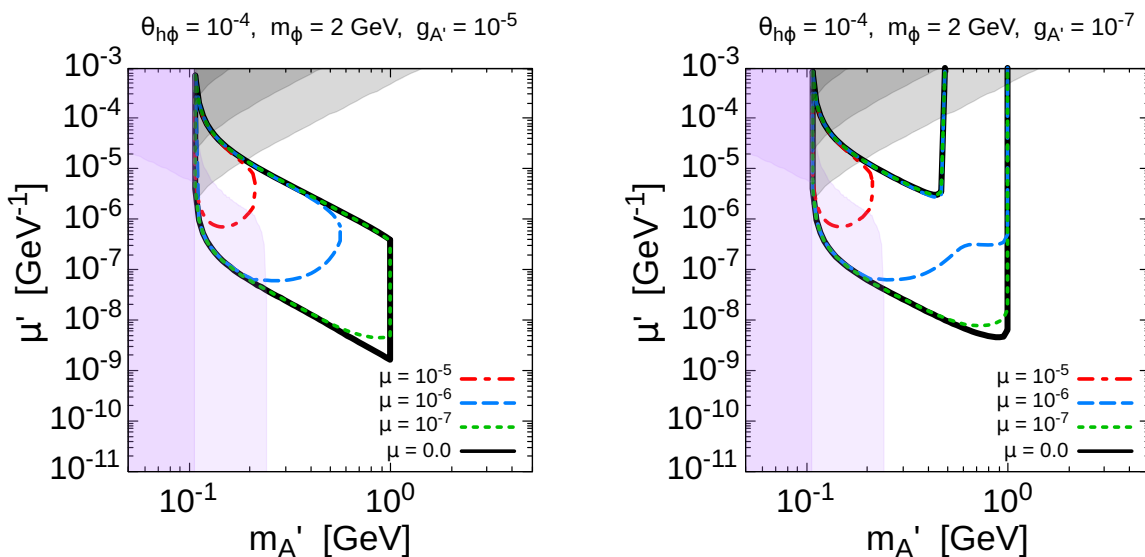 θhφ = 10-4, mφ = 2 GeV, gA' = 10-5
10-3
10-4
10-5
10-6
10-7
10-8
10-9
10-10
10-11
μ' [GeV-1]
μ = 10-5
μ = 10-6
μ = 10-7
μ = 0.0
10-1
100
mA' [GeV]
θhφ = 10-4, mφ = 2 GeV, gA' = 10-7
10-3
10-4
10-5
10-6
10-7
10-8
10-9
10-10
10-11
μ' [GeV-1]
μ = 10-5
μ = 10-6
μ = 10-7
μ = 0.0
10-1
100
mA' [GeV]